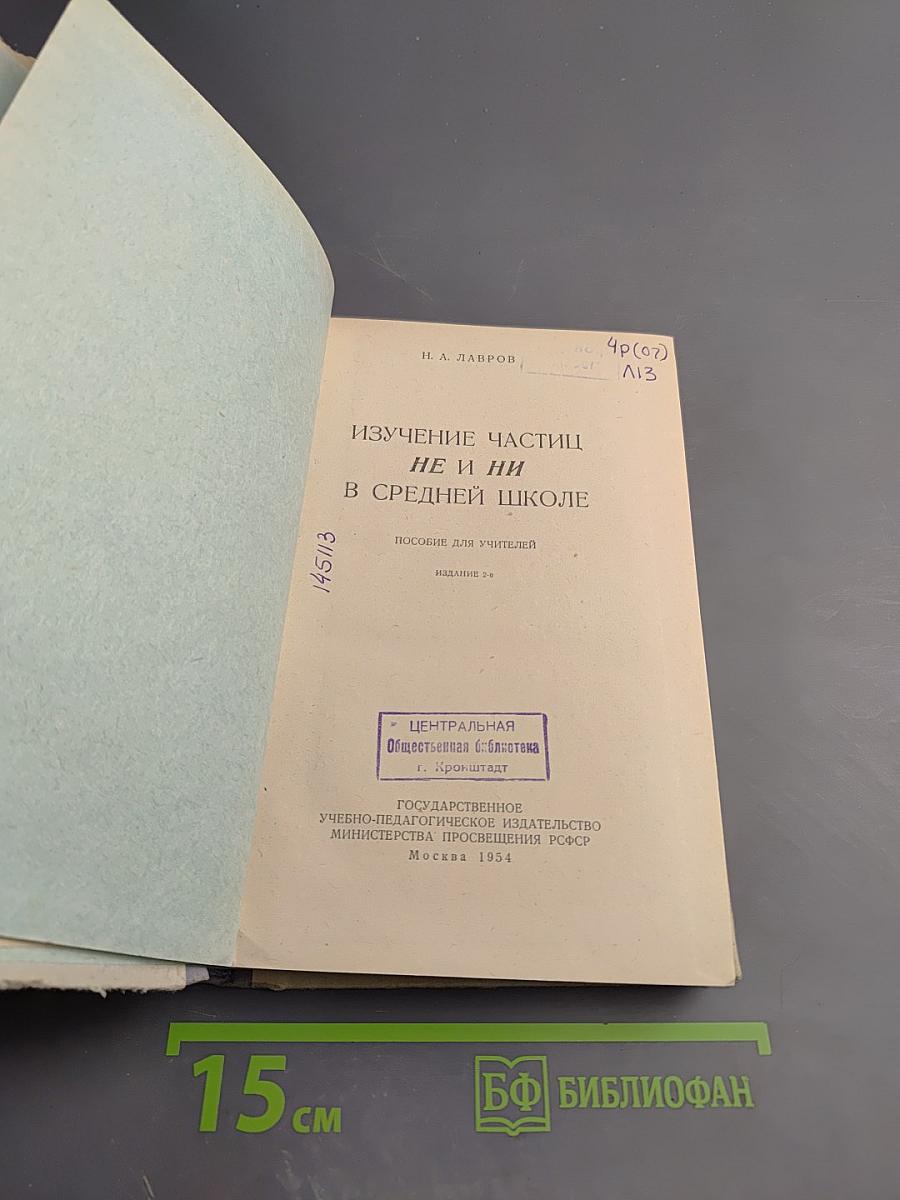 Н. А. ЛАВРОВ
4р(07)
Л13
ИЗУЧЕНИЕ ЧАСТИЦ
НЕ И НИ
В СРЕДНЕЙ ШКОЛЕ
ПОСОБИЕ ДЛЯ УЧИТЕЛЕЙ
ИЗДАНИЕ 2-е
145113
ЦЕНТРАЛЬНАЯ
Общественная библиотека
г. Кронштадт
ГОСУДАРСТВЕННОЕ
УЧЕБНО-ПЕДАГОГИЧЕСКОЕ ИЗДАТЕЛЬСТВО
МИНИСТЕРСТВА ПРОСВЕЩЕНИЯ РСФСР
Москва 1954
15 см
БФ БИБЛИОФАН